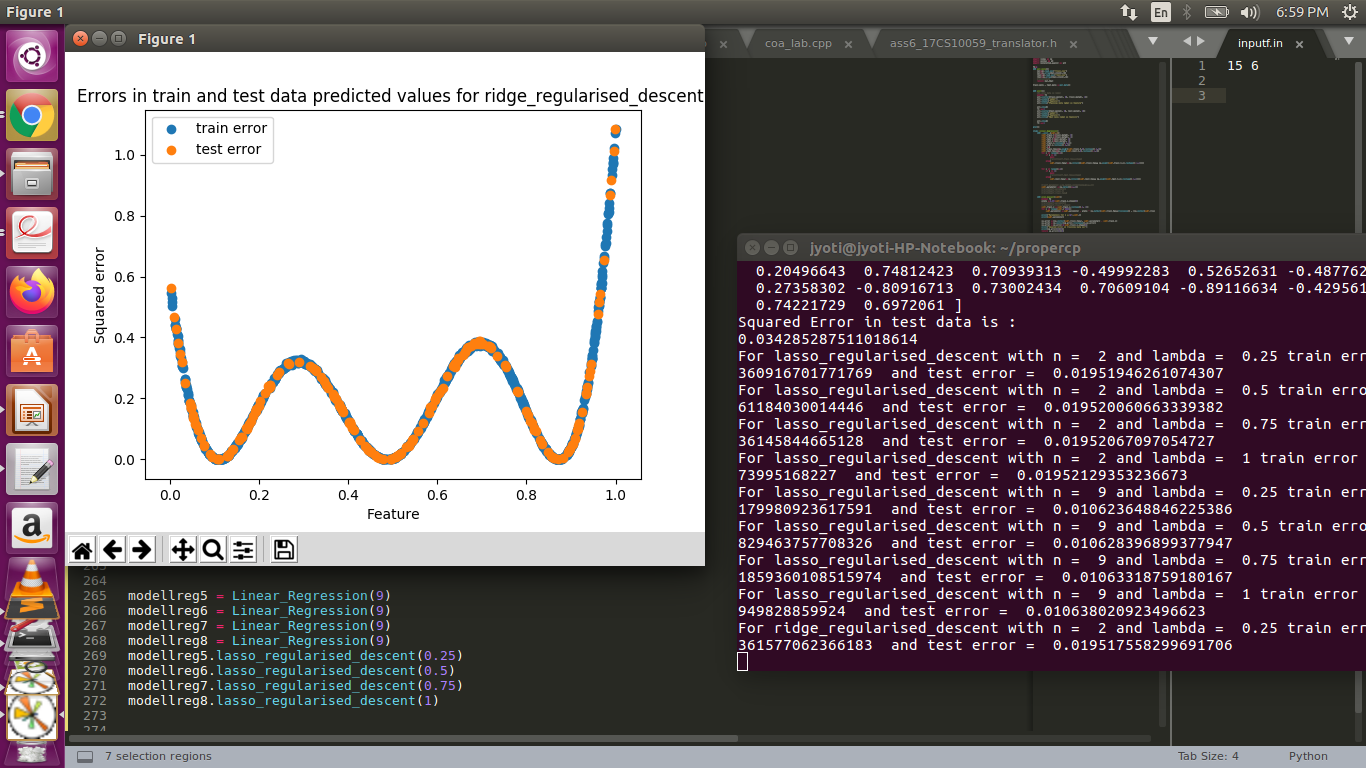 Figure 1
En
6:59 PM
Figure 1
Errors in train and test data predicted values for ridge_regularised_descent
train error
test error
1.0
0.8
0.6
0.4
0.2
0.0
Squared error
0.0 0.2 0.4 0.6 0.8 1.0
Feature
coa_lab.cpp
ass6_17CS10059_translator.h
inputf.in
1 15 6
2
3
jyoti@jyoti-HP-Notebook: ~/propercp
0.20496643 0.74812423 0.70939313 -0.49992283 0.52652631 -0.487762
0.27358302 -0.80916713 0.73002434 0.70609104 -0.89116634 -0.429561
0.74221729 0.6972061 ]
Squared Error in test data is :
0.034285287511018614
For lasso_regularised_descent with n = 2 and lambda = 0.25 train err
360916701771769 and test error = 0.01951946261074307
For lasso_regularised_descent with n = 2 and lambda = 0.5 train erro
61184030014446 and test error = 0.019520060663339382
For lasso_regularised_descent with n = 2 and lambda = 0.75 train err
36145844665128 and test error = 0.01952067097054727
For lasso_regularised_descent with n = 2 and lambda = 1 train error
73995168227 and test error = 0.01952129353236673
For lasso_regularised_descent with n = 9 and lambda = 0.25 train err
179980923617591 and test error = 0.010623648846225386
For lasso_regularised_descent with n = 9 and lambda = 0.5 train erro
829463757708326 and test error = 0.010628396899377947
For lasso_regularised_descent with n = 9 and lambda = 0.75 train err
1859360108515974 and test error = 0.01063318759180167
For lasso_regularised_descent with n = 9 and lambda = 1 train error
949828859924 and test error = 0.010638020923496623
For ridge_regularised_descent with n = 2 and lambda = 0.25 train err
361577062366183 and test error = 0.019517558299691706
264
265 modellreg5 = Linear_Regression(9)
266 modellreg6 = Linear_Regression(9)
267 modellreg7 = Linear_Regression(9)
268 modellreg8 = Linear_Regression(9)
269 modellreg5.lasso_regularised_descent(0.25)
270 modellreg6.lasso_regularised_descent(0.5)
271 modellreg7.lasso_regularised_descent(0.75)
272 modellreg8.lasso_regularised_descent(1)
273
274
7 selection regions
Tab Size: 4
Python